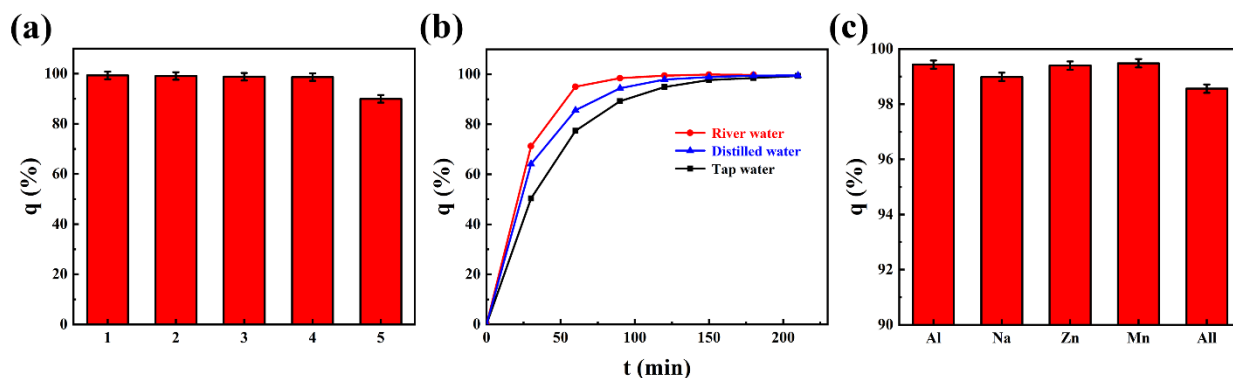 (a)
q (%)
100
80
60
40
20
0
1 2 3 4 5
(b)
q (%)
100
80
60
40
20
0
River water
Distilled water
Tap water
0 50 100 150 200
t (min)
(c)
q (%)
100
98
96
94
92
90
Al Na Zn Mn All